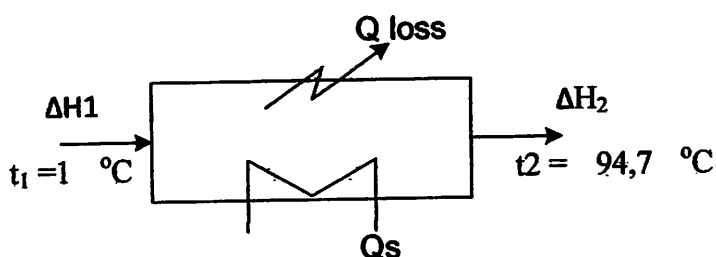 Q loss
ΔH1
ΔH₂
t₁ =1 °C
t2 = 94,7 °C
Qs